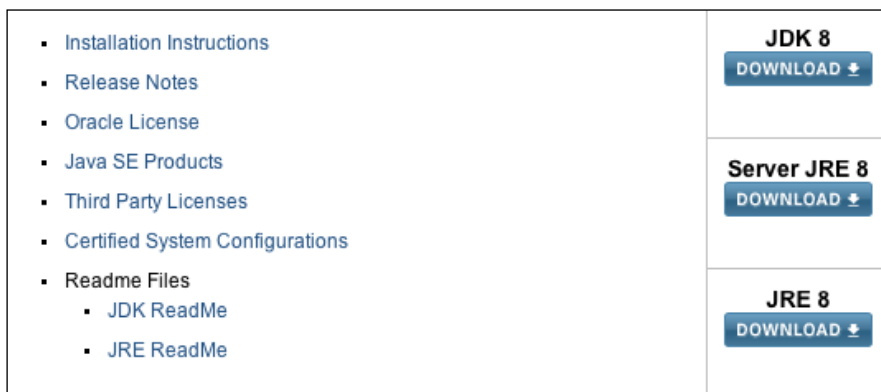 Installation Instructions
Release Notes
Oracle License
Java SE Products
Third Party Licenses
Certified System Configurations
Readme Files
JDK ReadMe
JRE ReadMe
JDK 8
DOWNLOAD
Server JRE 8
DOWNLOAD
JRE 8
DOWNLOAD